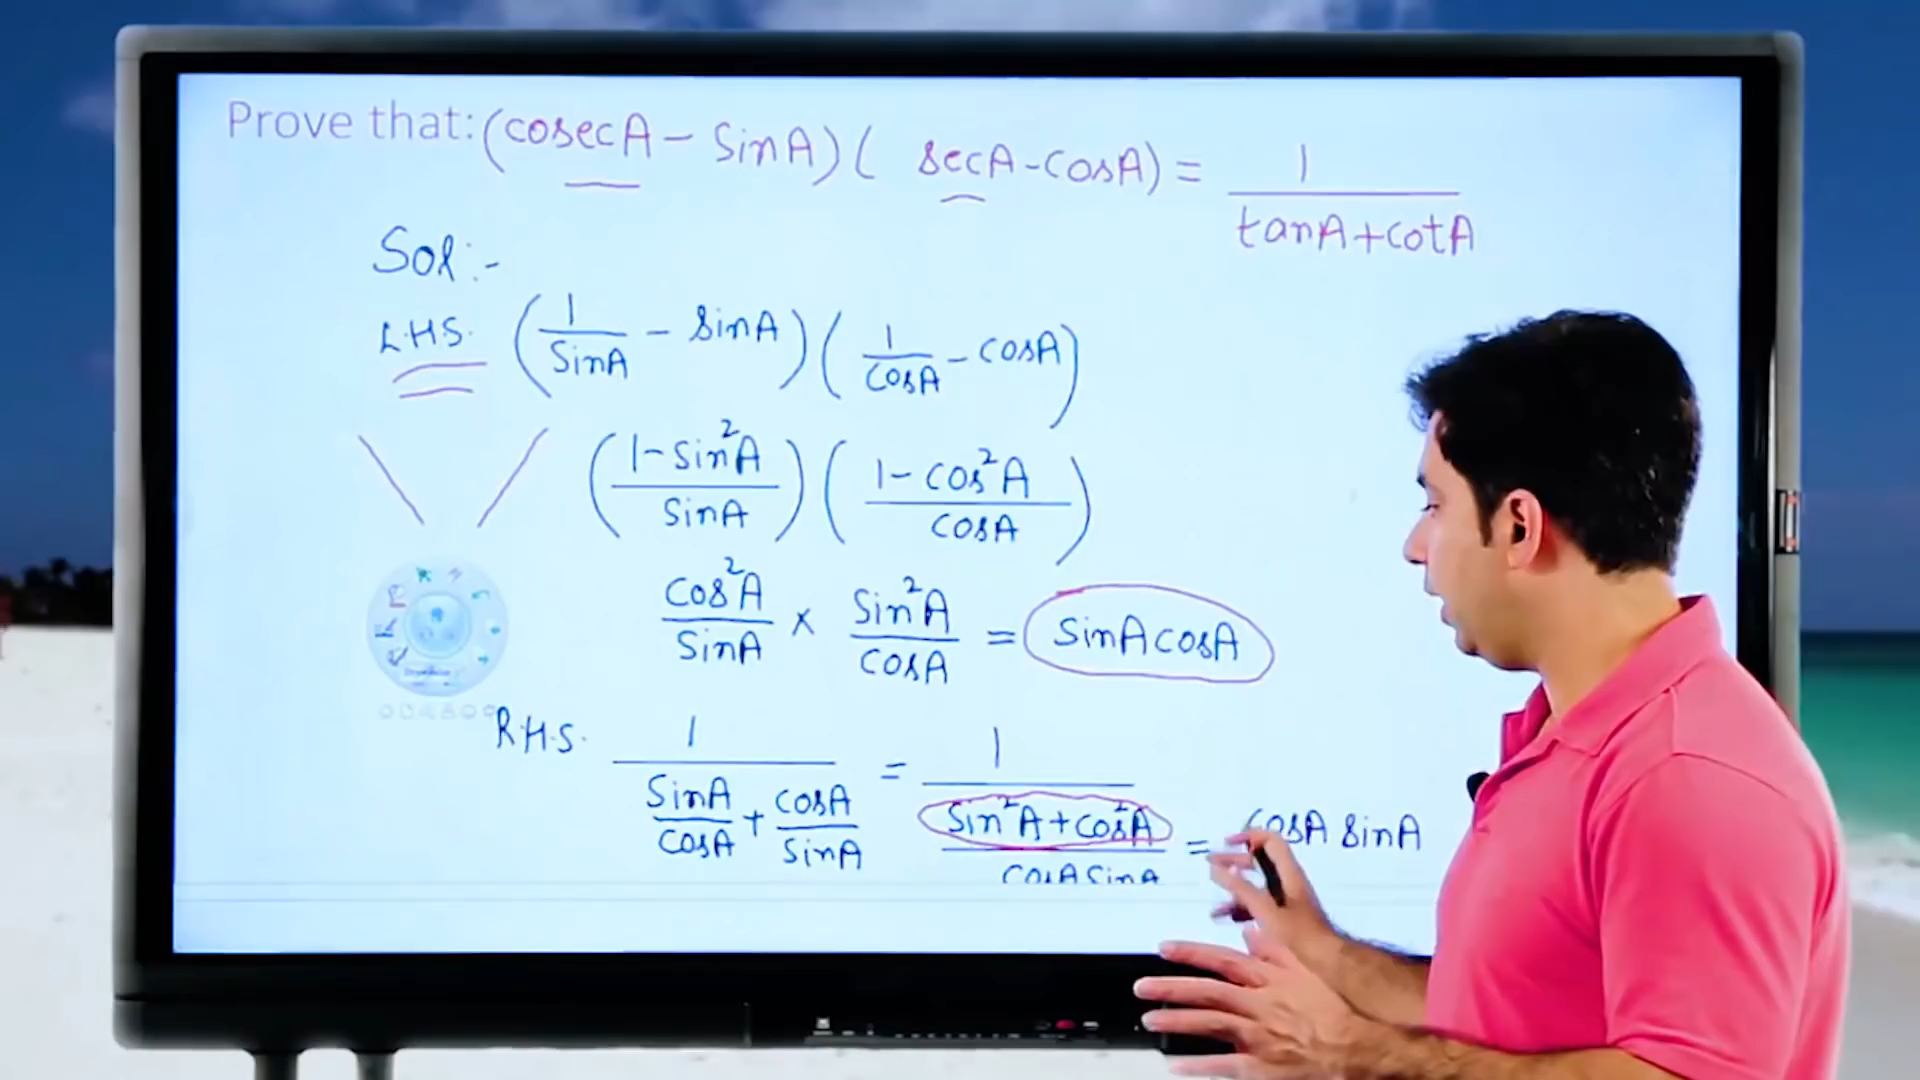 Prove that: (cosecA - SinA) ( secA - cosA) = 1 / tanA + cotA
Sol:-
L.H.S. (1/SinA - sinA) (1/cosA - cosA)
(1 - sin²A / sinA) (1 - cos²A / cosA)
cos²A/sinA × sin²A/cosA = sinA cosA
R.H.S. 1 / sinA/cosA + cosA/sinA = 1 / sin²A + cos²A / cosA sinA = cosA sinA